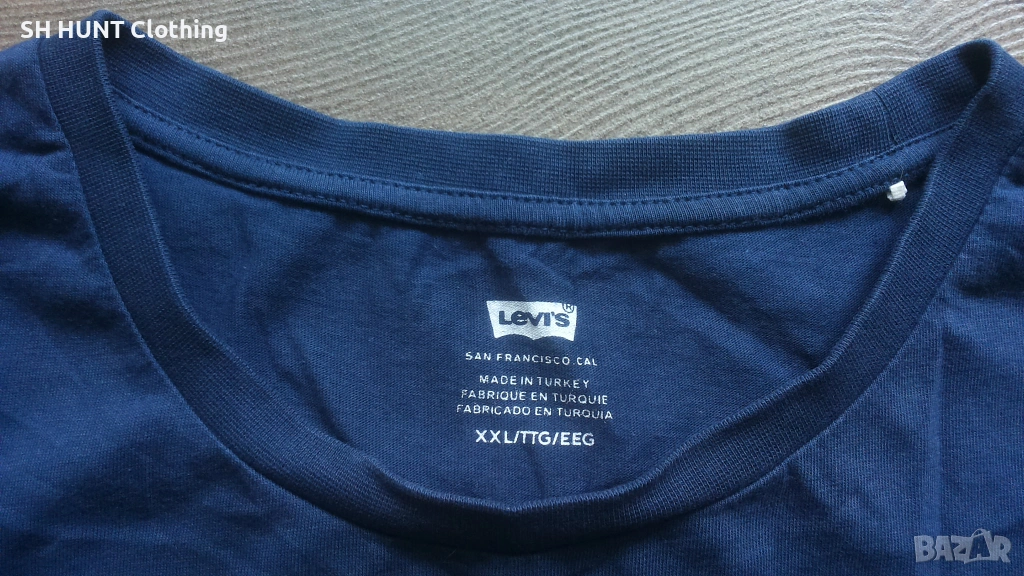 SH HUNT Clothing
LEVI'S®
SAN FRANCISCO.CAL
MADE IN TURKEY
FABRIQUE EN TURQUIE
FABRICADO EN TURQUIA
XXL/TTG/EEG
BAZAR